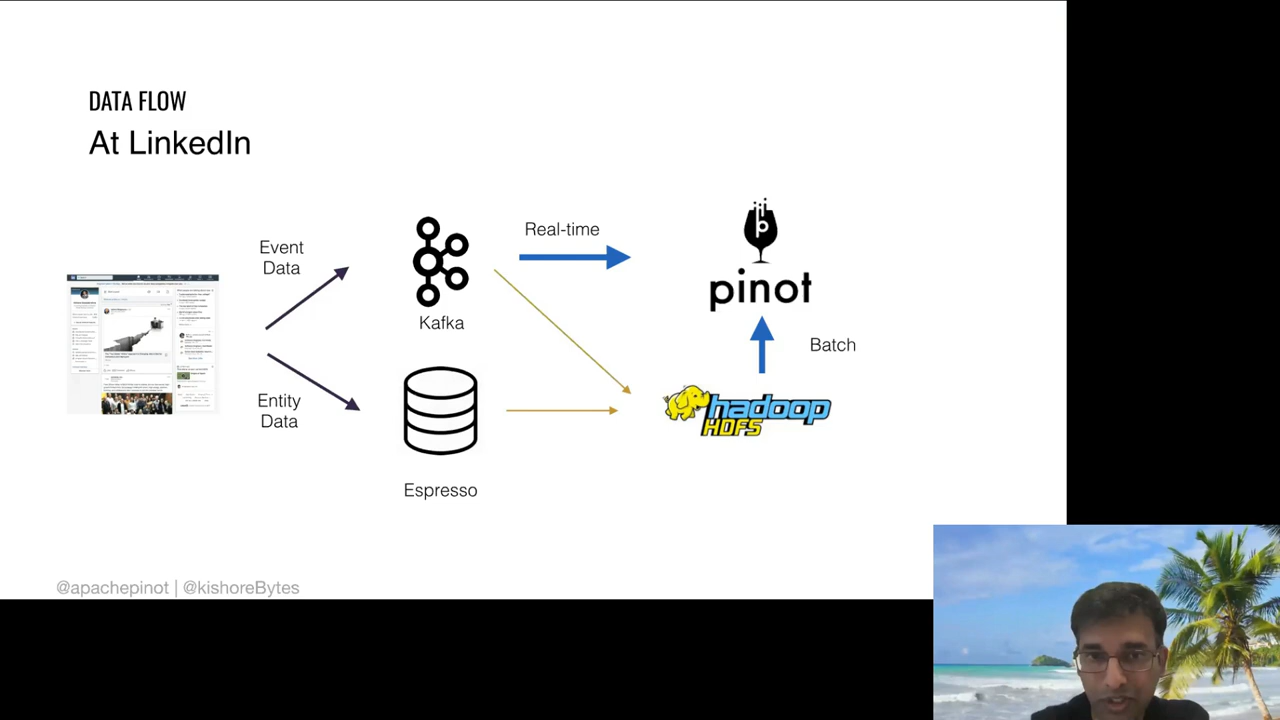 DATA FLOW
At LinkedIn
Event
Data
Entity
Data
Kafka
Espresso
Real-time
pinot
Batch
hadoop
HDFS
@apachepinot | @kishoreBytes